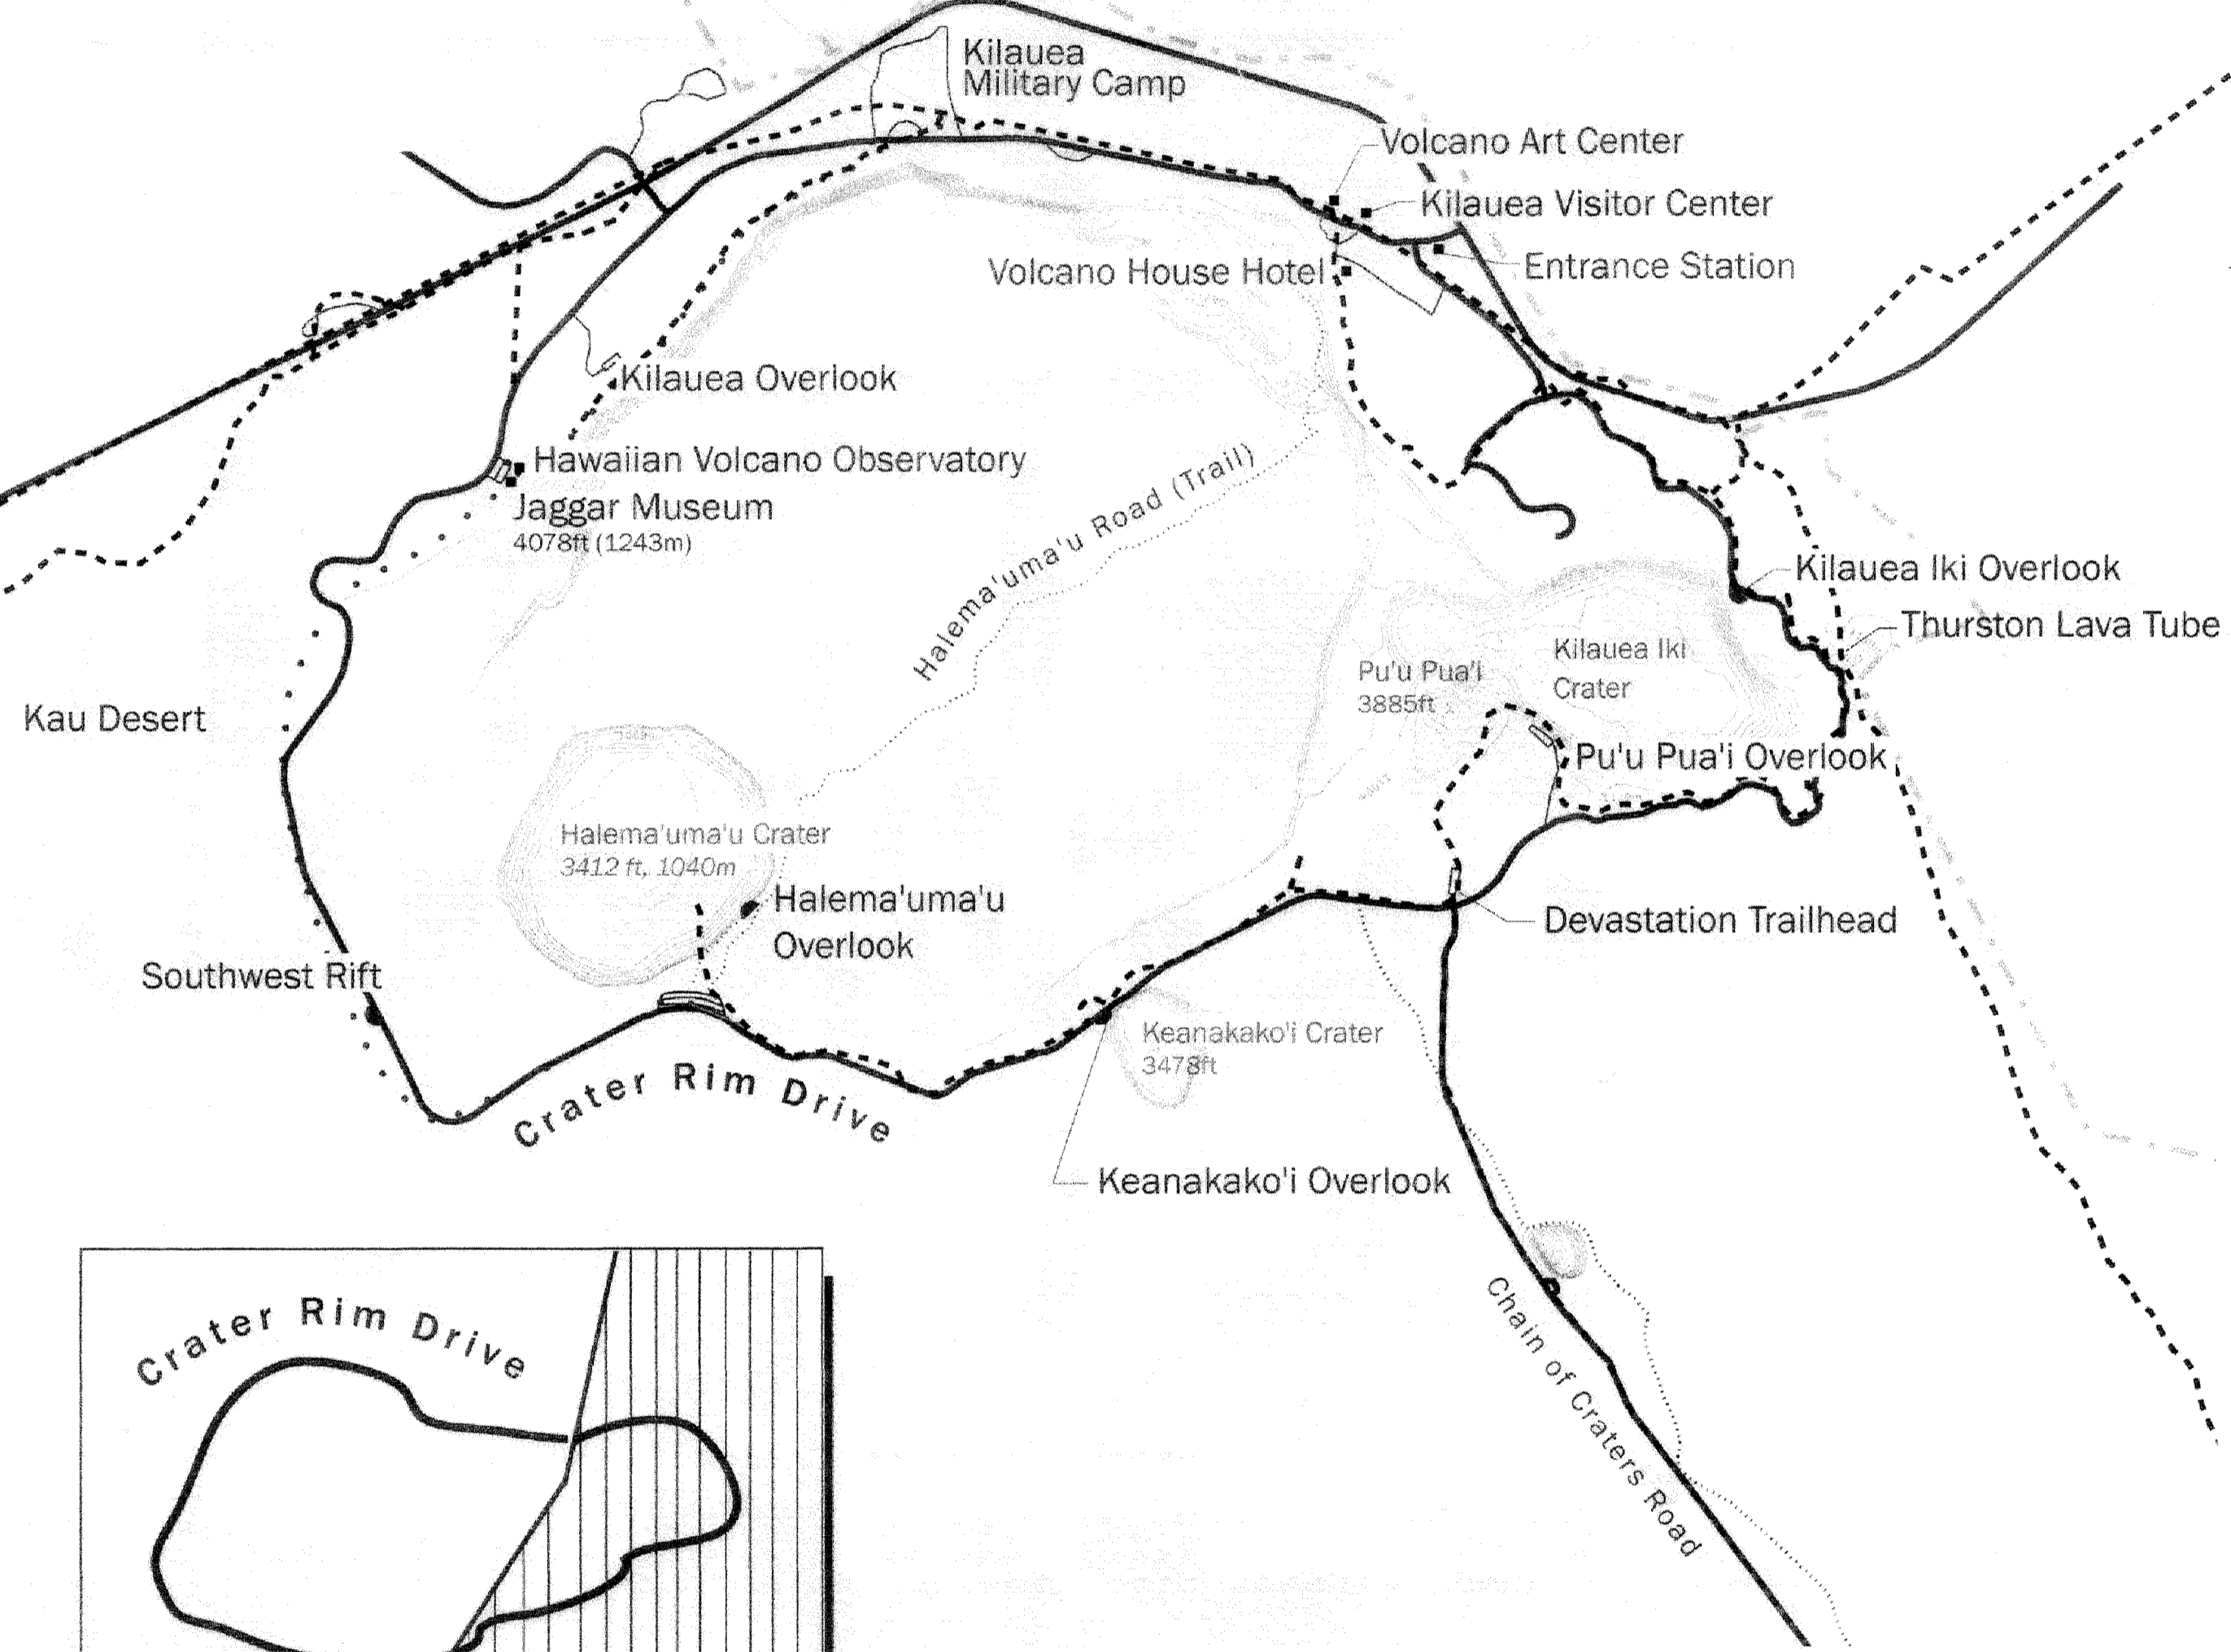 Kilauea
Military Camp
Volcano Art Center
Kilauea Visitor Center
Volcano House Hotel
Entrance Station
Kilauea Overlook
Hawaiian Volcano Observatory
Jaggar Museum
4078ft (1243m)
Halema'uma'u Road (Trail)
Kilauea Iki Overlook
Thurston Lava Tube
Kilauea Iki
Crater
Pu'u Pua'i
3885ft
Kau Desert
Pu'u Pua'i Overlook
Halema'uma'u Crater
3412 ft, 1040m
Halema'uma'u
Overlook
Devastation Trailhead
Southwest Rift
Keanakako'i Crater
3478ft
Crater Rim Drive
Keanakako'i Overlook
Chain of Craters Road
Crater Rim Drive